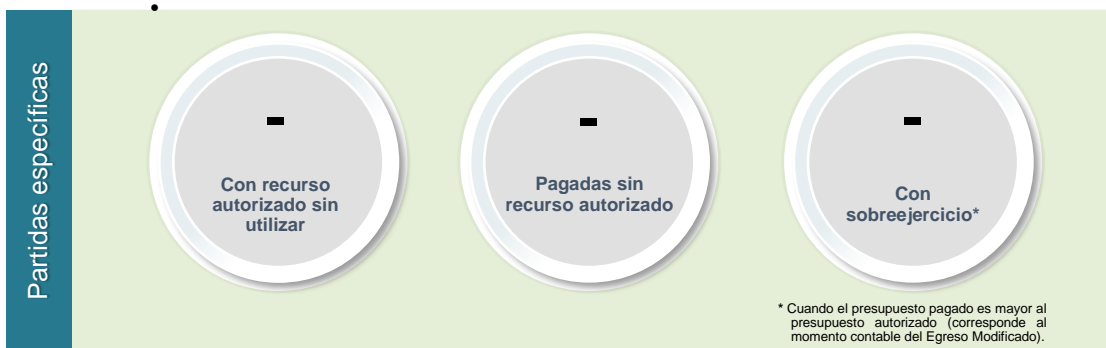 •
Partidas específicas
-
Con recurso
autorizado sin
utilizar
-
Pagadas sin
recurso autorizado
-
Con
sobreejercicio*
* Cuando el presupuesto pagado es mayor al
presupuesto autorizado (corresponde al
momento contable del Egreso Modificado).